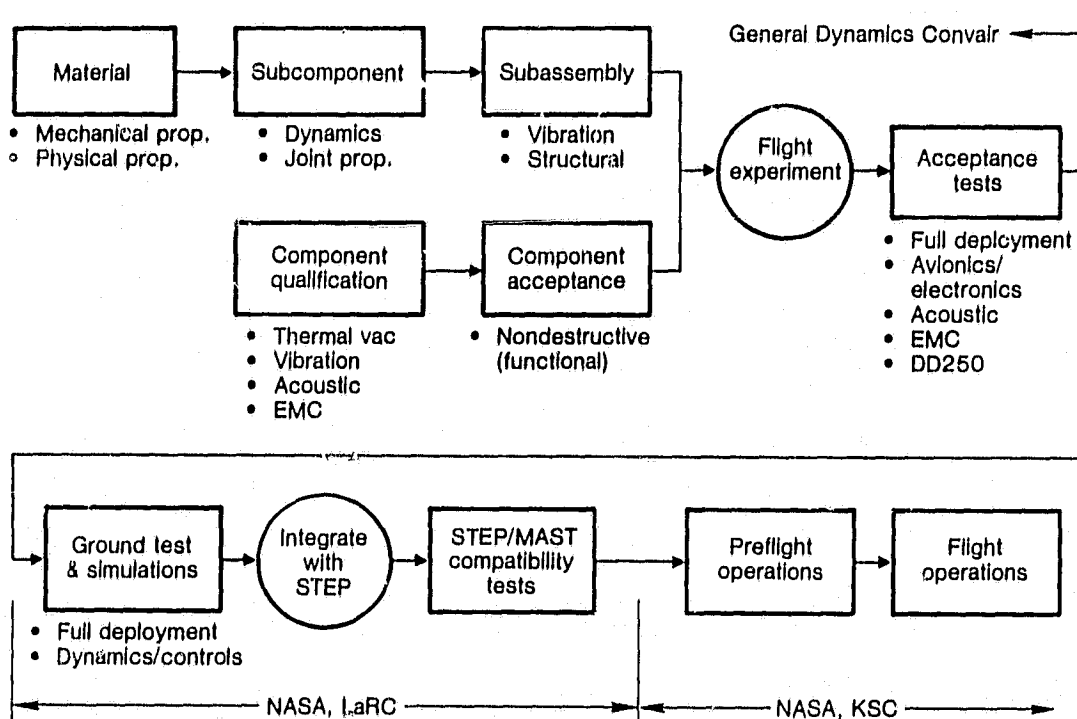 General Dynamics Convair
Material
• Mechanical prop.
• Physical prop.
Subcomponent
• Dynamics
• Joint prop.
Subassembly
• Vibration
• Structural
Flight
experiment
Acceptance
tests
• Full deployment
• Avionics/
electronics
• Acoustic
• EMC
• DD250
Component
qualification
• Thermal vac
• Vibration
• Acoustic
• EMC
Component
acceptance
• Nondestructive
(functional)
Ground test
& simulations
• Full deployment
• Dynamics/controls
Integrate
with
STEP
STEP/MAST
compatibility
tests
Preflight
operations
Flight
operations
NASA, LaRC
NASA, KSC